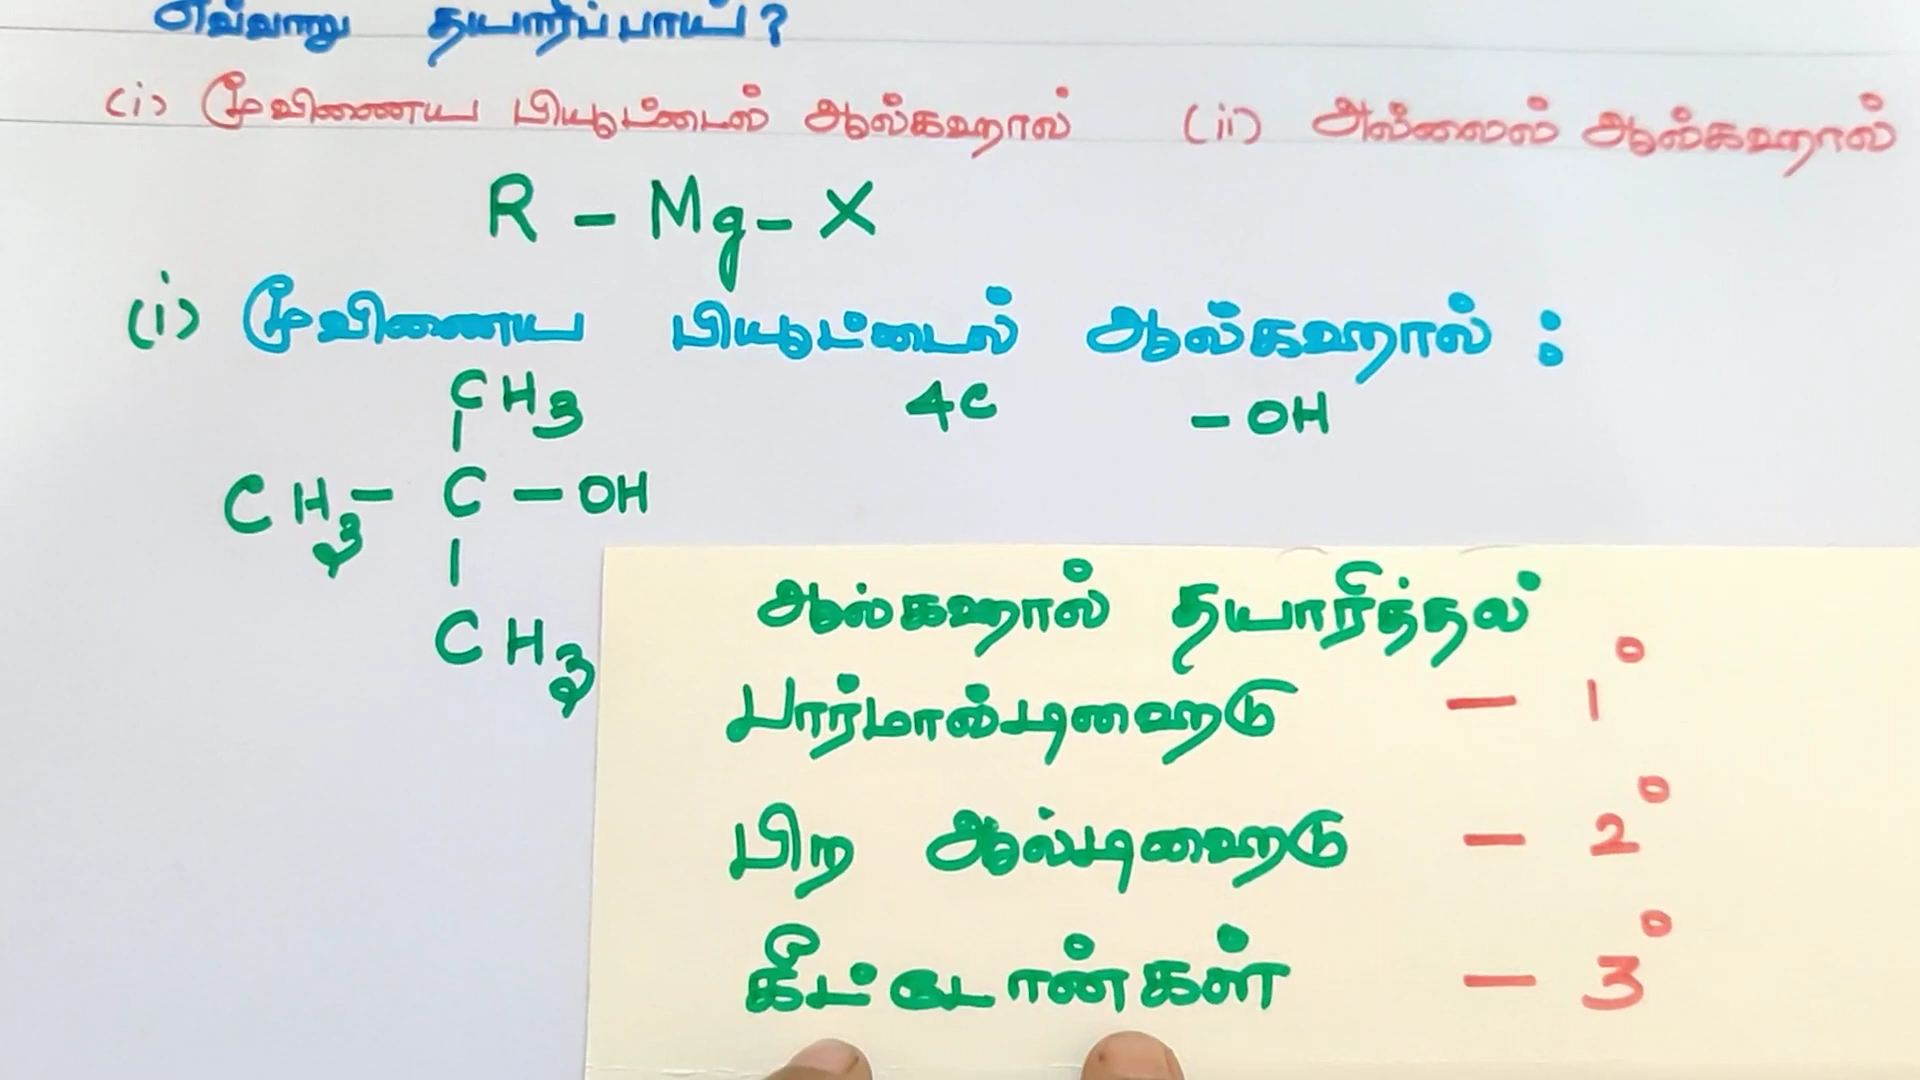 எவ்வாறு தயாரிப்பாய்?
(i) மூவிணைய பியூட்டைல் ஆல்கஹால் (ii) அல்லைல் ஆல்கஹால்
R – Mg – X
(i) மூவிணைய பியூட்டைல் ஆல்கஹால் :
CH3 4C – OH
CH3 – C – OH
CH3
ஆல்கஹால் தயாரித்தல்
பார்மால்டிஹைடு – 1°
பிற ஆல்டிஹைடு – 2°
கீட்டோன்கள் – 3°